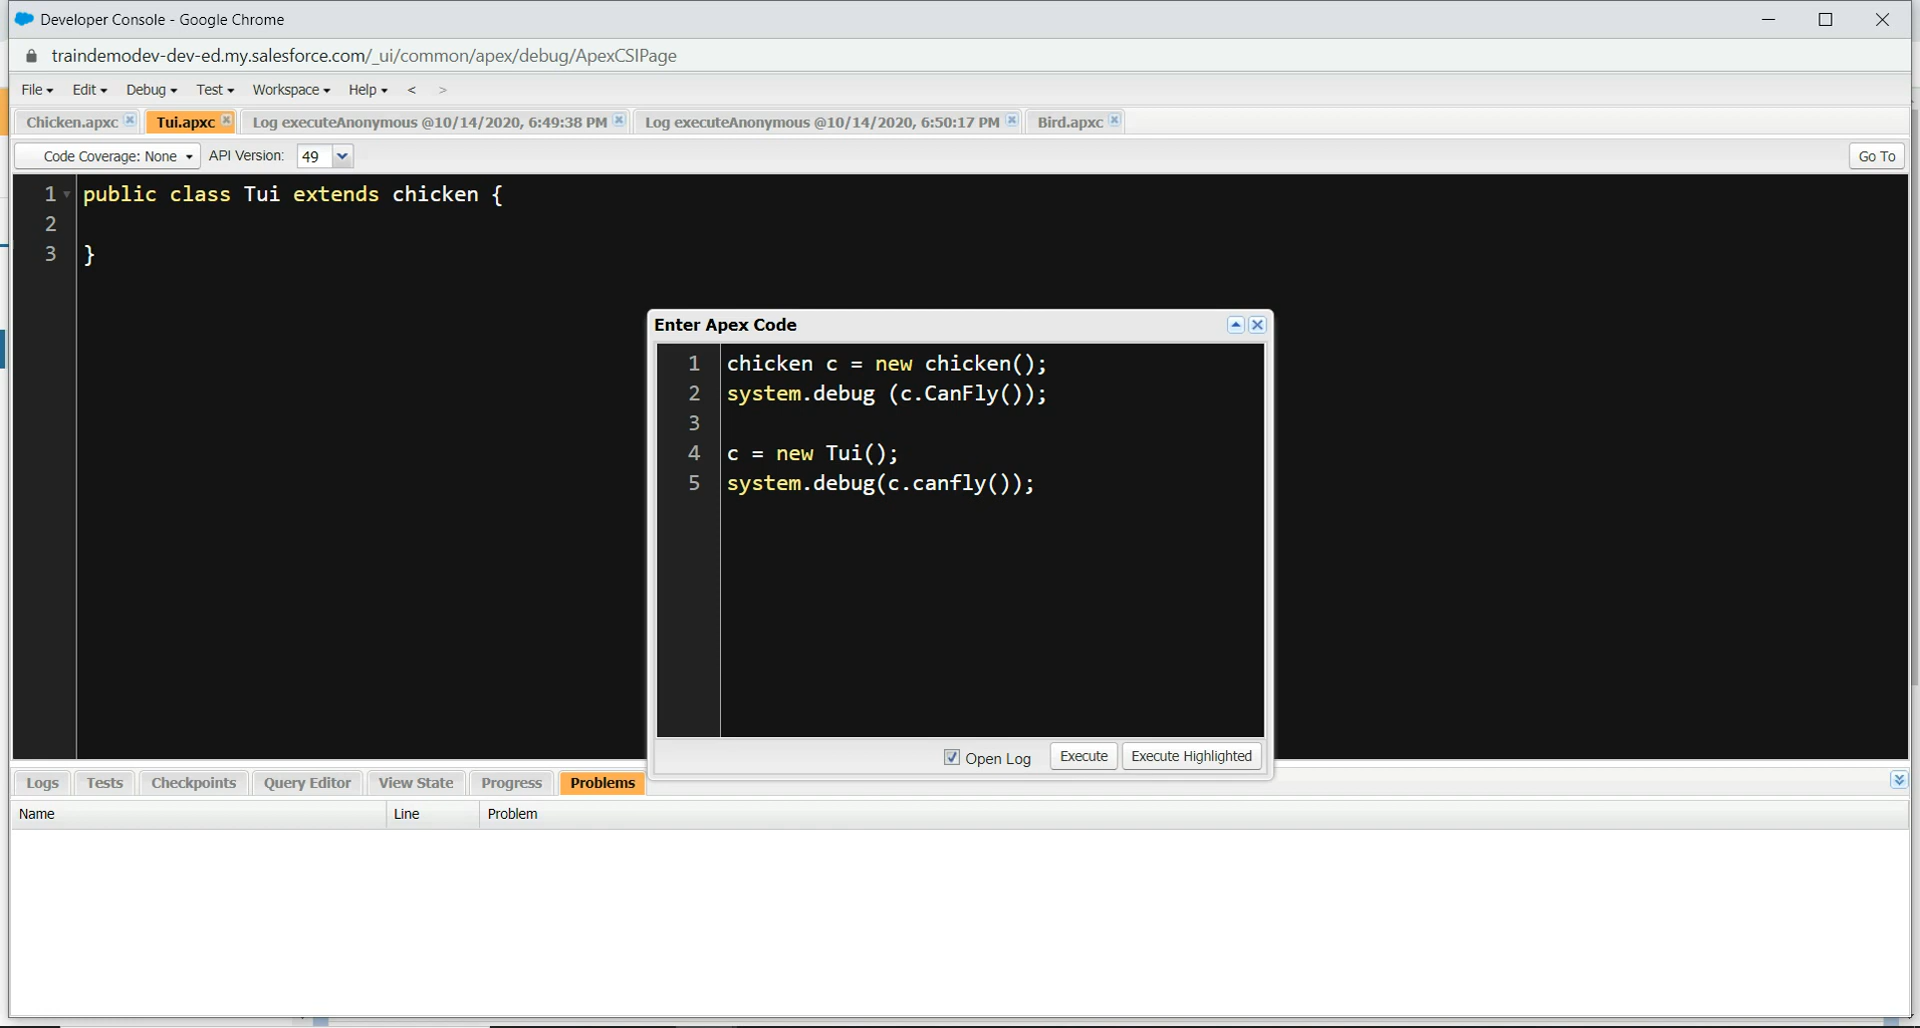 Developer Console - Google Chrome
traindemodev-dev-ed.my.salesforce.com/_ui/common/apex/debug/ApexCSIPage
File Edit Debug Test Workspace Help < >
Chicken.apxc Tui.apxc Log executeAnonymous @10/14/2020, 6:49:38 PM Log executeAnonymous @10/14/2020, 6:50:17 PM Bird.apxc
Code Coverage: None API Version: 49 Go To
1 public class Tui extends chicken {
2
3 }
Enter Apex Code
1 chicken c = new chicken();
2 system.debug (c.CanFly());
3
4 c = new Tui();
5 system.debug(c.canfly());
Open Log Execute Execute Highlighted
Logs Tests Checkpoints Query Editor View State Progress Problems
Name Line Problem